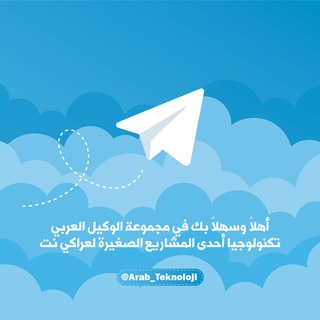 أهلاً وسهلاً بك في مجموعة الوكيل العربي
تكنولوجيا أحدى المشاريع الصغيرة لعراكي نت
@Arab_Teknoloji